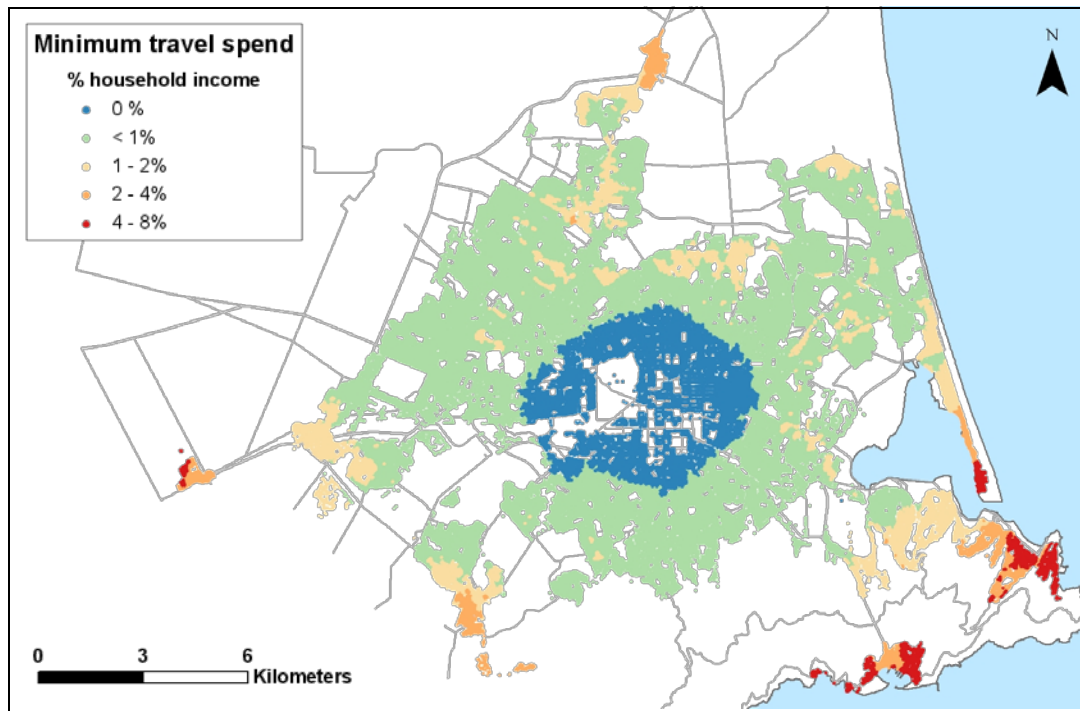 Minimum travel spend
% household income
0 %
< 1%
1 - 2%
2 - 4%
4 - 8%
N
0 3 6
Kilometers